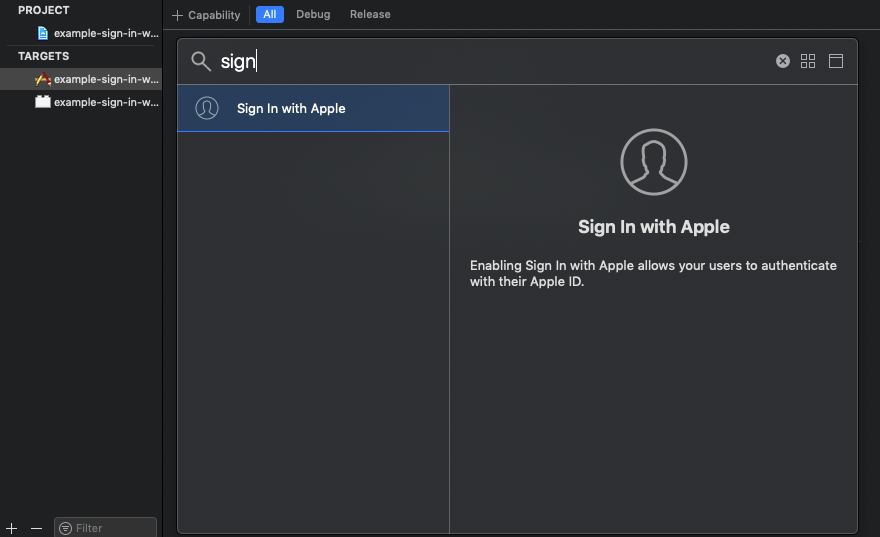 PROJECT
example-sign-in-w...
TARGETS
example-sign-in-w...
example-sign-in-w...
Filter
Capability
All
Debug
Release
sign
Sign In with Apple
Sign In with Apple
Enabling Sign In with Apple allows your users to authenticate
with their Apple ID.